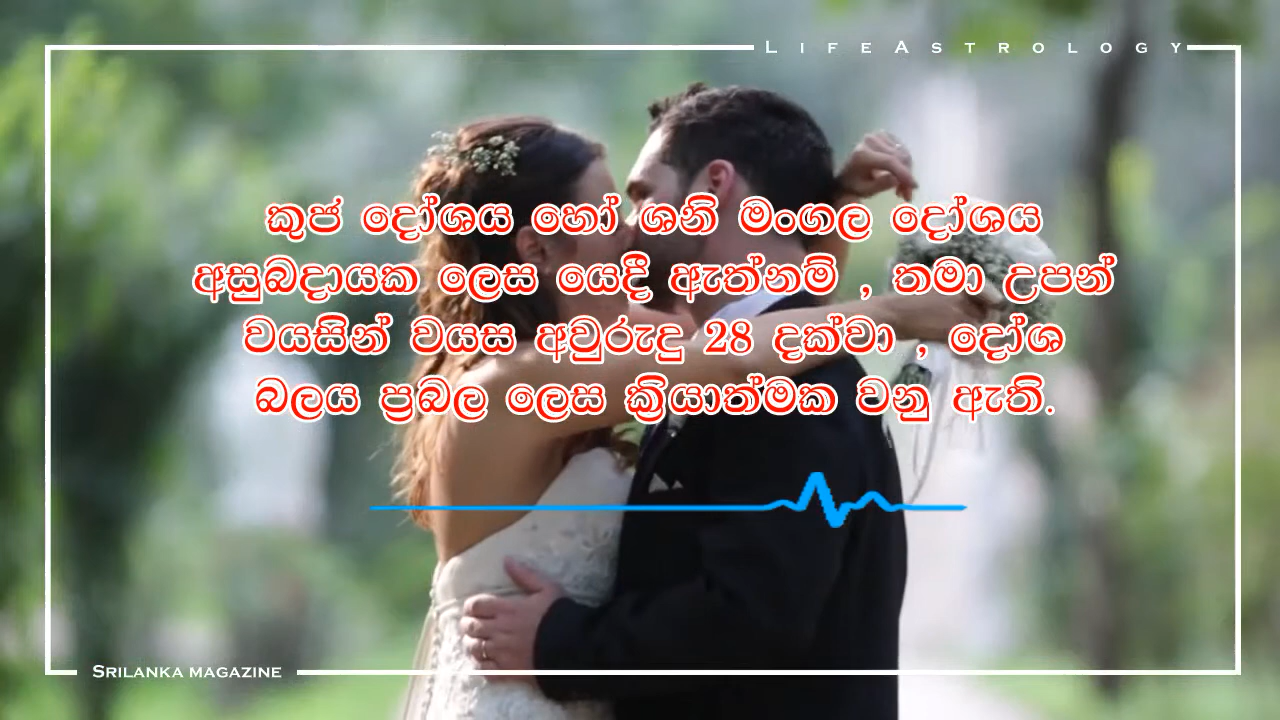 LifeAstrology
කුජ දෝශය හෝ ශනි මංගල දෝශය
අසුබදායක ලෙස යෙදී ඇත්නම් , තමා උපන්
වයසින් වයස අවුරුදු 28 දක්වා , දෝශ
බලය ප්‍රබල ලෙස ක්‍රියාත්මක වනු ඇති.
Srilanka magazine